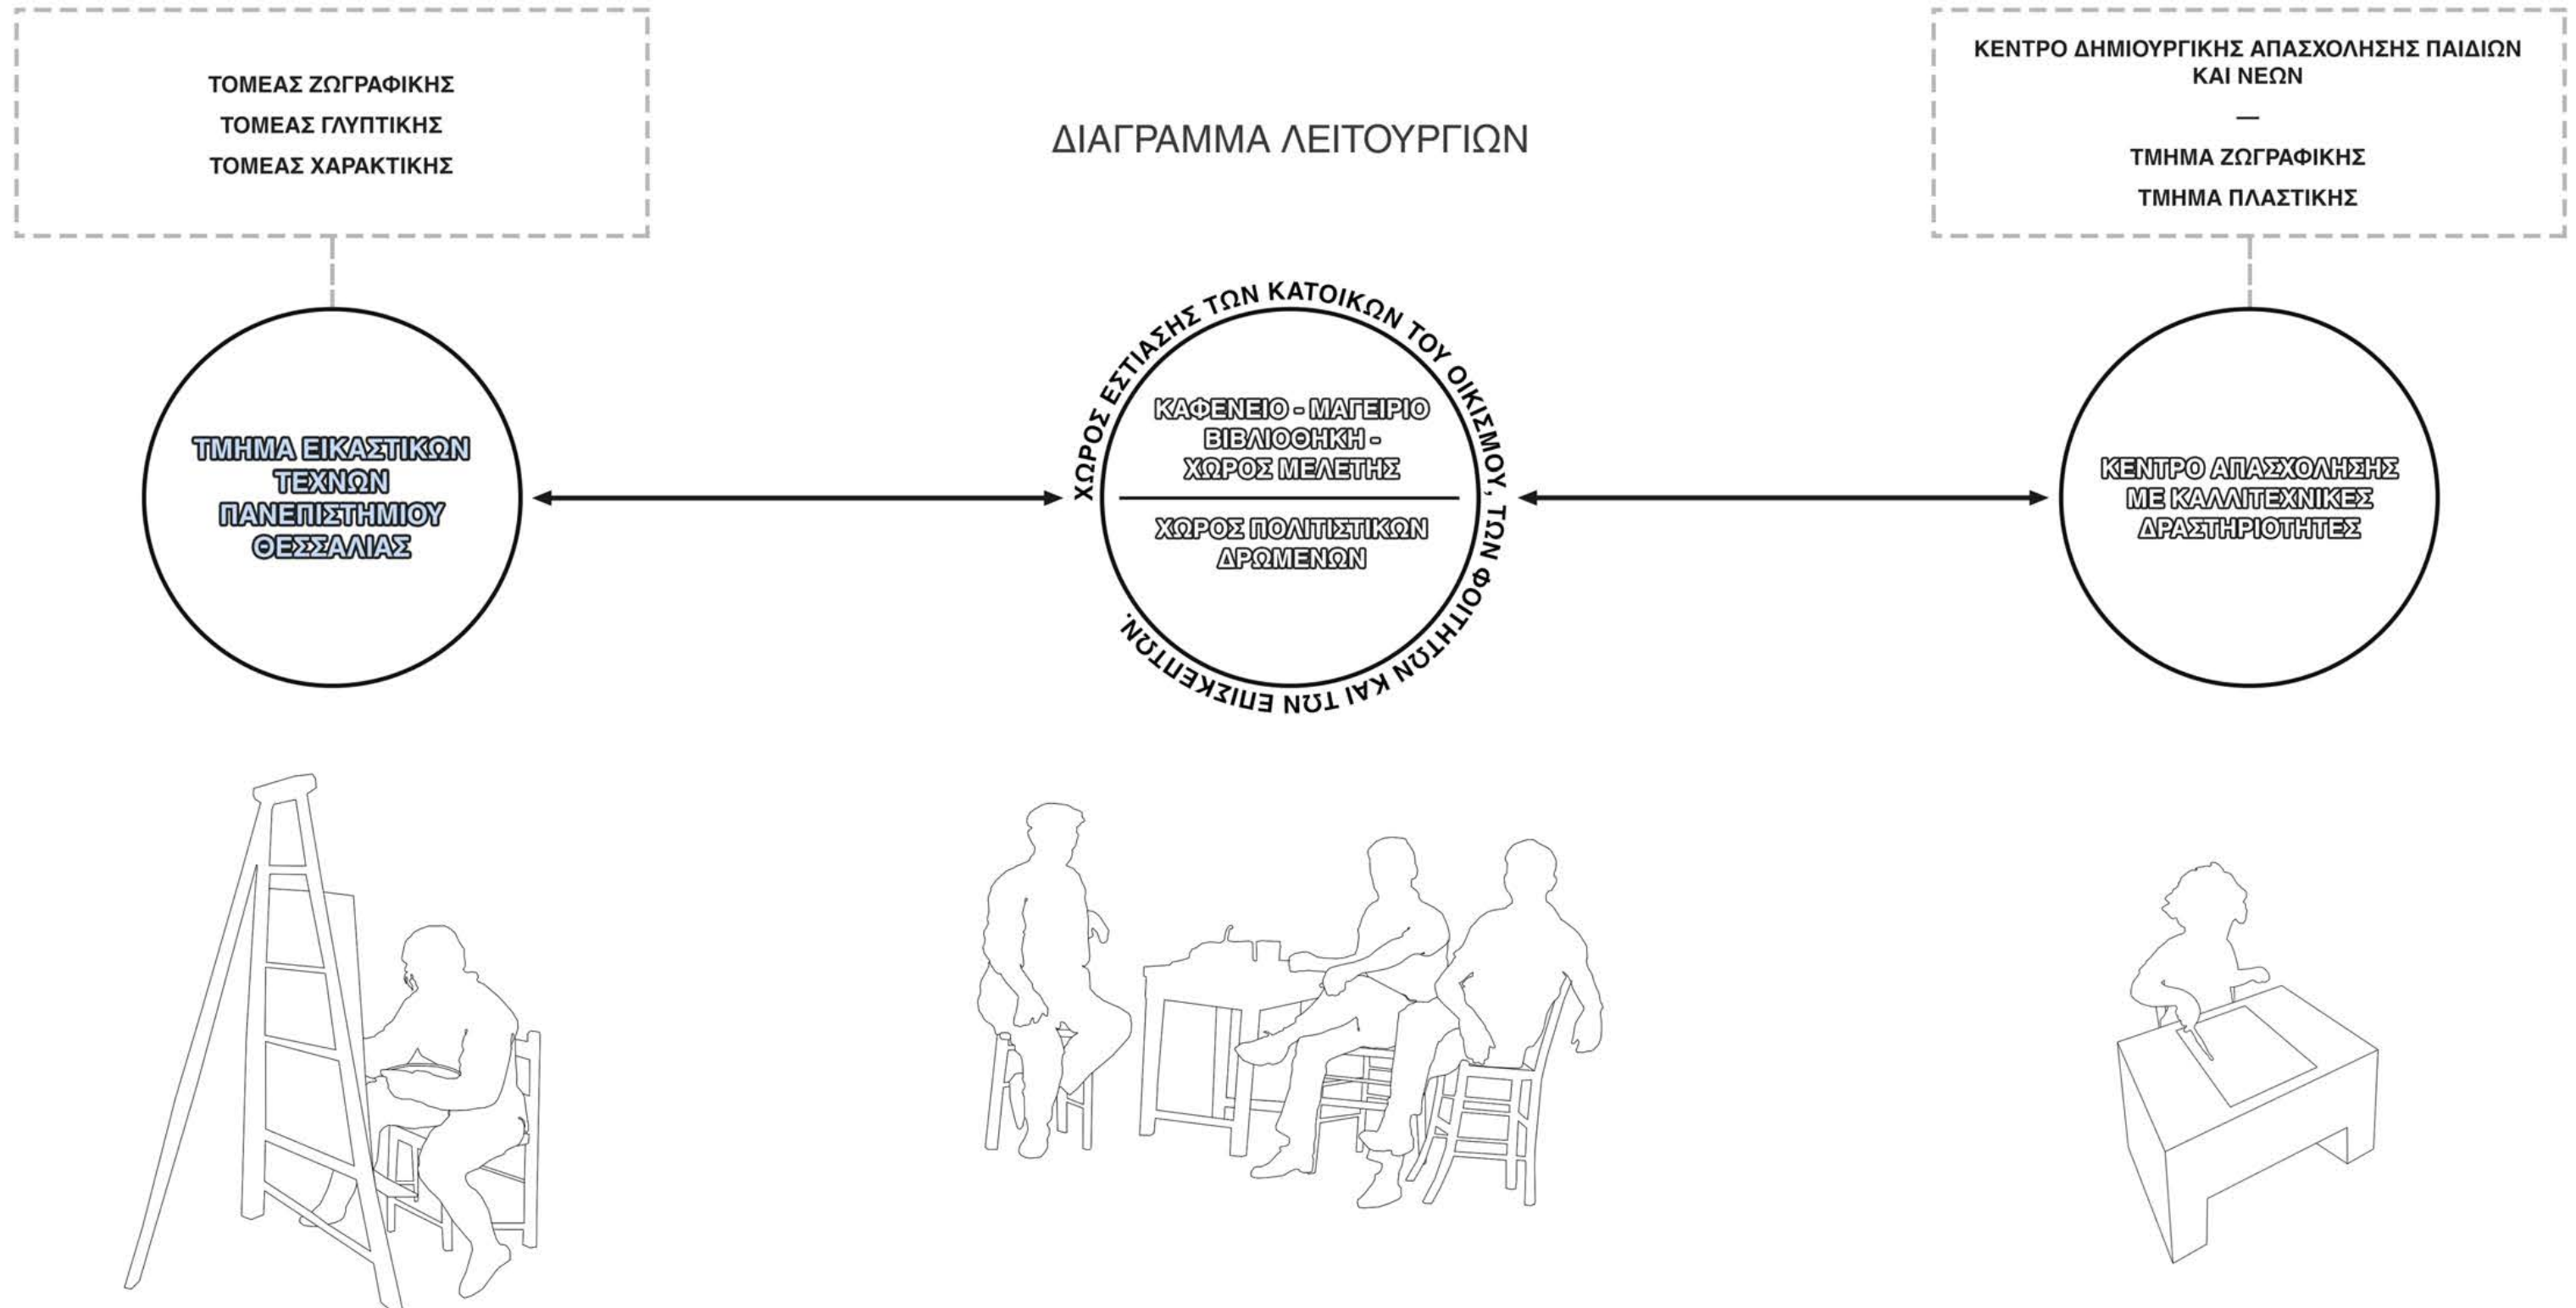 ΤΟΜΕΑΣ ΖΩΓΡΑΦΙΚΗΣ
ΤΟΜΕΑΣ ΓΛΥΠΤΙΚΗΣ
ΤΟΜΕΑΣ ΧΑΡΑΚΤΙΚΗΣ
ΔΙΑΓΡΑΜΜΑ ΛΕΙΤΟΥΡΓΙΩΝ
ΚΕΝΤΡΟ ΔΗΜΙΟΥΡΓΙΚΗΣ ΑΠΑΣΧΟΛΗΣΗΣ ΠΑΙΔΙΩΝ
ΚΑΙ ΝΕΩΝ
—
ΤΜΗΜΑ ΖΩΓΡΑΦΙΚΗΣ
ΤΜΗΜΑ ΠΛΑΣΤΙΚΗΣ
ΤΜΗΜΑ ΕΙΚΑΣΤΙΚΩΝ
ΤΕΧΝΩΝ
ΠΑΝΕΠΙΣΤΗΜΙΟΥ
ΘΕΣΣΑΛΙΑΣ
ΧΩΡΟΣ ΕΣΤΙΑΣΗΣ ΤΩΝ ΚΑΤΟΙΚΩΝ ΤΟΥ ΟΙΚΙΣΜΟΥ, ΤΩΝ ΦΟΙΤΗΤΩΝ ΚΑΙ ΤΩΝ ΕΠΙΣΚΕΠΤΩΝ.
ΚΑΦΕΝΕΙΟ - ΜΑΓΕΙΡΙΟ
ΒΙΒΛΙΟΘΗΚΗ -
ΧΩΡΟΣ ΜΕΛΕΤΗΣ
ΧΩΡΟΣ ΠΟΛΙΤΙΣΤΙΚΩΝ
ΔΡΩΜΕΝΩΝ
ΚΕΝΤΡΟ ΑΠΑΣΧΟΛΗΣΗΣ
ΜΕ ΚΑΛΛΙΤΕΧΝΙΚΕΣ
ΔΡΑΣΤΗΡΙΟΤΗΤΕΣ